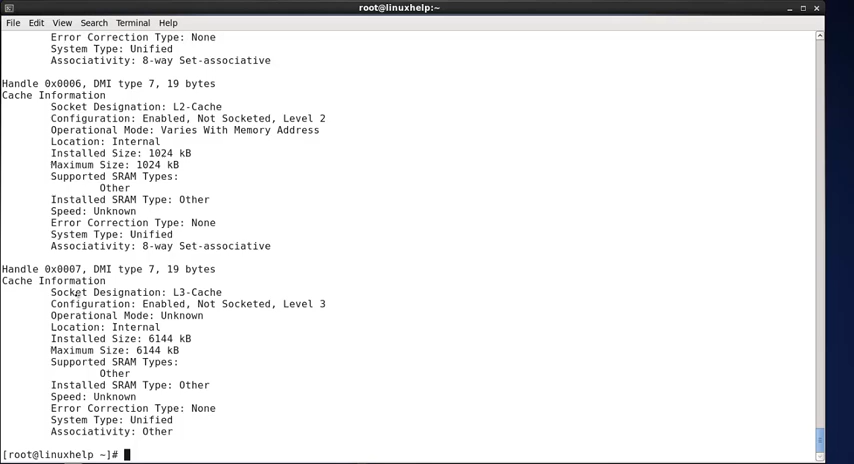 root@linuxhelp:~
File Edit View Search Terminal Help
Error Correction Type: None
System Type: Unified
Associativity: 8-way Set-associative
Handle 0x0006, DMI type 7, 19 bytes
Cache Information
Socket Designation: L2-Cache
Configuration: Enabled, Not Socketed, Level 2
Operational Mode: Varies With Memory Address
Location: Internal
Installed Size: 1024 kB
Maximum Size: 1024 kB
Supported SRAM Types:
Other
Installed SRAM Type: Other
Speed: Unknown
Error Correction Type: None
System Type: Unified
Associativity: 8-way Set-associative
Handle 0x0007, DMI type 7, 19 bytes
Cache Information
Socket Designation: L3-Cache
Configuration: Enabled, Not Socketed, Level 3
Operational Mode: Unknown
Location: Internal
Installed Size: 6144 kB
Maximum Size: 6144 kB
Supported SRAM Types:
Other
Installed SRAM Type: Other
Speed: Unknown
Error Correction Type: None
System Type: Unified
Associativity: Other
[root@linuxhelp ~]#